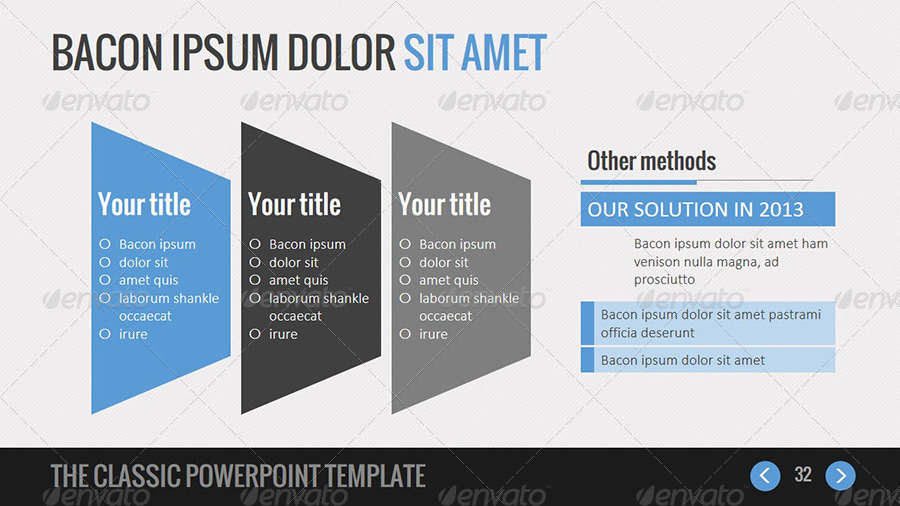 BACON IPSUM DOLOR SIT AMET
Your title
Bacon ipsum
dolor sit
amet quis
laborum shankle
occaecat
irure
Your title
Bacon ipsum
dolor sit
amet quis
laborum shankle
occaecat
irure
Your title
Bacon ipsum
dolor sit
amet quis
laborum shankle
occaecat
irure
Other methods
OUR SOLUTION IN 2013
Bacon ipsum dolor sit amet ham
venison nulla magna, ad
prosciutto
Bacon ipsum dolor sit amet pastrami
officia deserunt
Bacon ipsum dolor sit amet
THE CLASSIC POWERPOINT TEMPLATE
32
envato